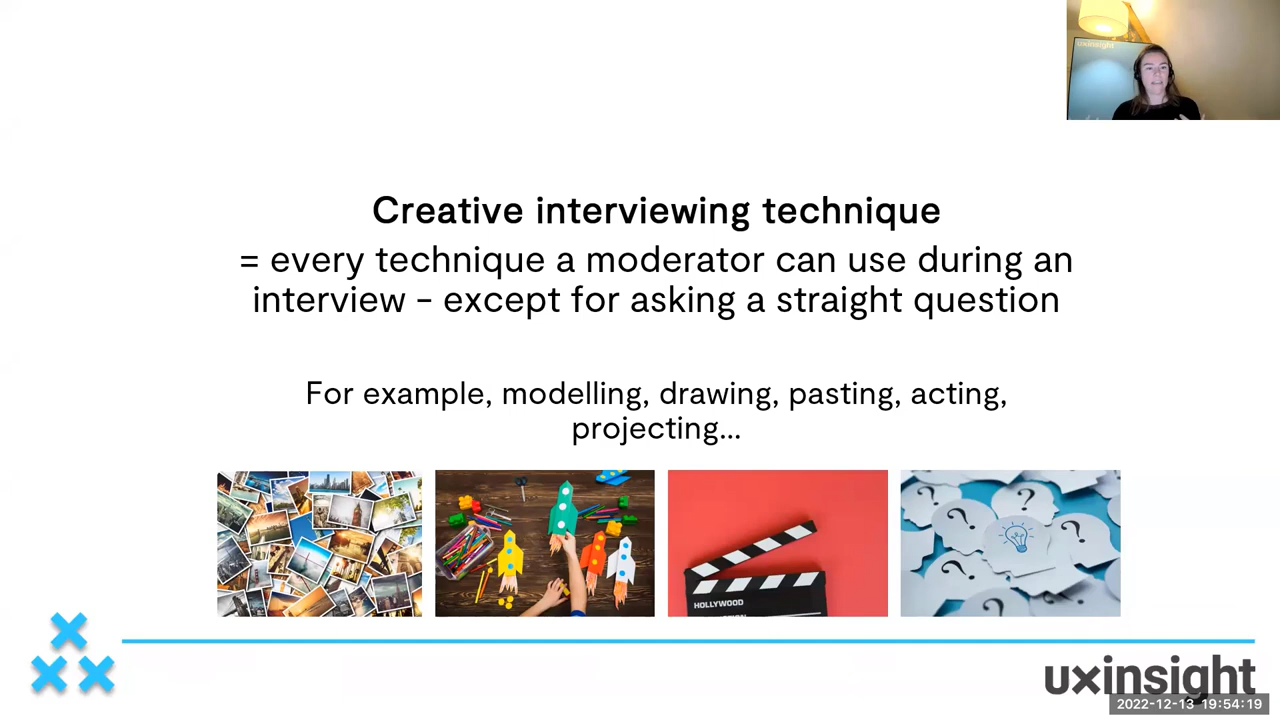 uxinsight
Creative interviewing technique
= every technique a moderator can use during an
interview – except for asking a straight question
For example, modelling, drawing, pasting, acting,
projecting...
HOLLYWOOD
uxinsight
2022-12-13 19:54:19